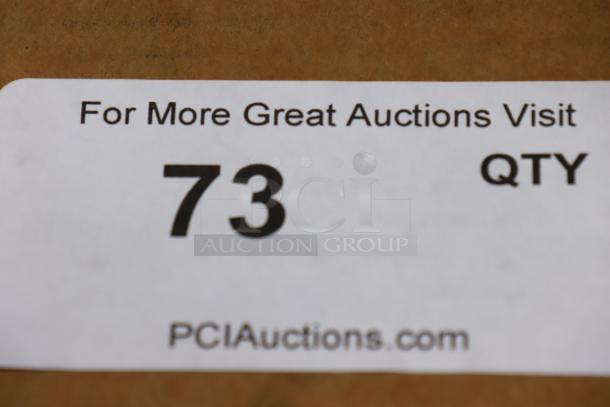 For More Great Auctions Visit
73 QTY
PCI
AUCTION GROUP
PCIAuctions.com